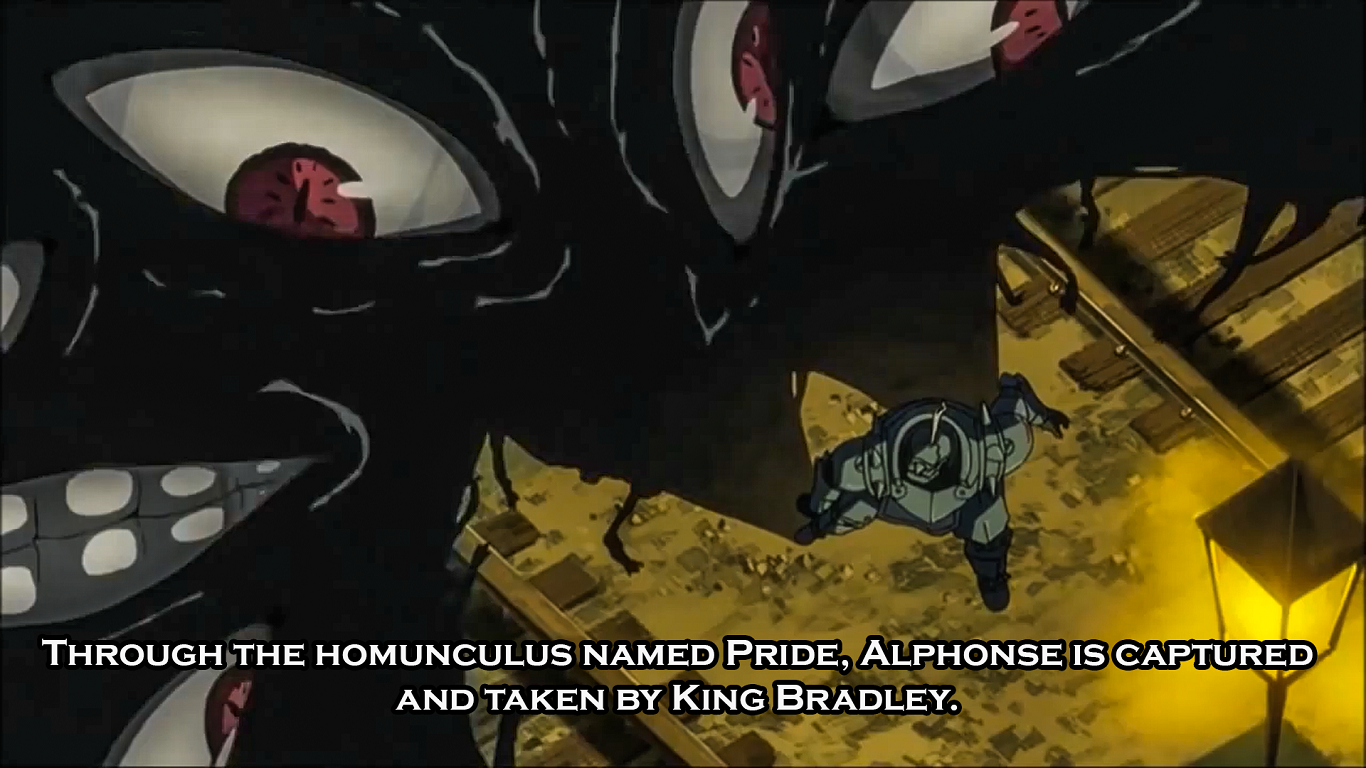 Through the homunculus named Pride, Alphonse is captured
and taken by King Bradley.